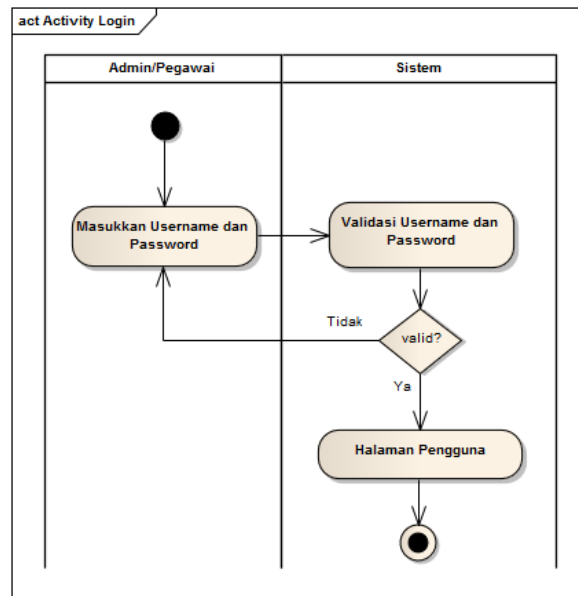 act Activity Login
Admin/Pegawai
Sistem
Masukkan Username dan
Password
Validasi Username dan
Password
Tidak
valid?
Ya
Halaman Pengguna